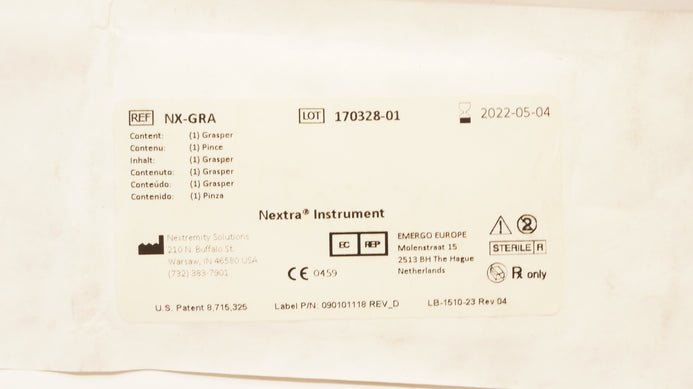 REF NX-GRA LOT 170328-01 2022-05-04
Content: (1) Grasper
Contenu: (1) Pince
Inhalt: (1) Grasper
Contenuto: (1) Grasper
Conteúdo: (1) Grasper
Contenido: (1) Pinza
Nextra® Instrument
Nextremity Solutions
210 N. Buffalo St.
Warsaw, IN 46580 USA
(732) 383-7901
CE 0459
EC REP
EMERGO EUROPE
Molenstraat 15
2513 BH The Hague
Netherlands
2
STERILE R
Rx only
U.S. Patent 8,715,325 Label P/N: 090101118 REV_D LB-1510-23 Rev 04